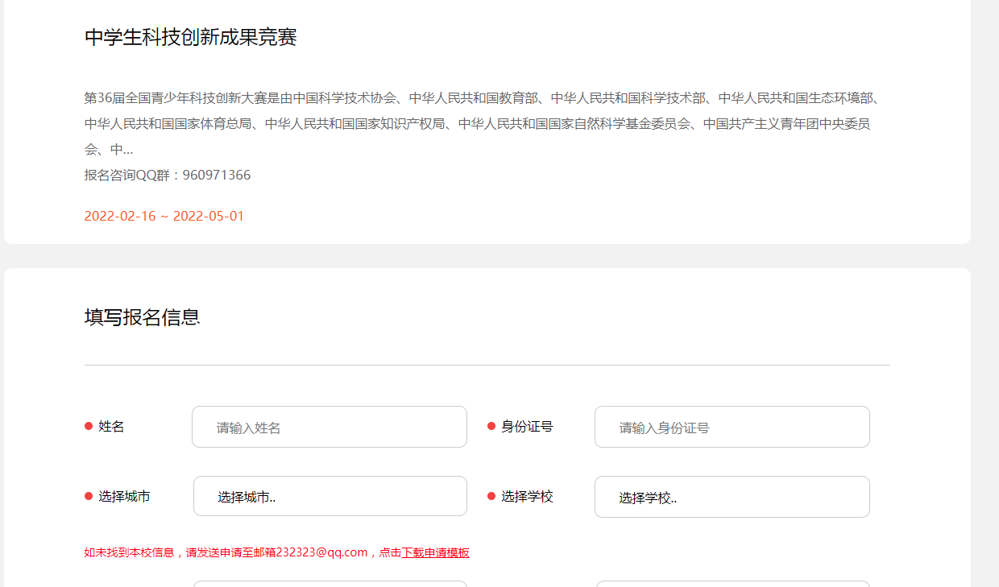 中学生科技创新成果竞赛
第36届全国青少年科技创新大赛是由中国科学技术协会、中华人民共和国教育部、中华人民共和国科学技术部、中华人民共和国生态环境部、
中华人民共和国国家体育总局、中华人民共和国国家知识产权局、中华人民共和国国家自然科学基金委员会、中国共产主义青年团中央委员
会、中...
报名咨询QQ群：960971366
2022-02-16 ~ 2022-05-01
填写报名信息
姓名 请输入姓名 身份证号 请输入身份证号
选择城市 选择城市.. 选择学校 选择学校..
如未找到本校信息，请发送申请至邮箱232323@qq.com，点击下载申请模板